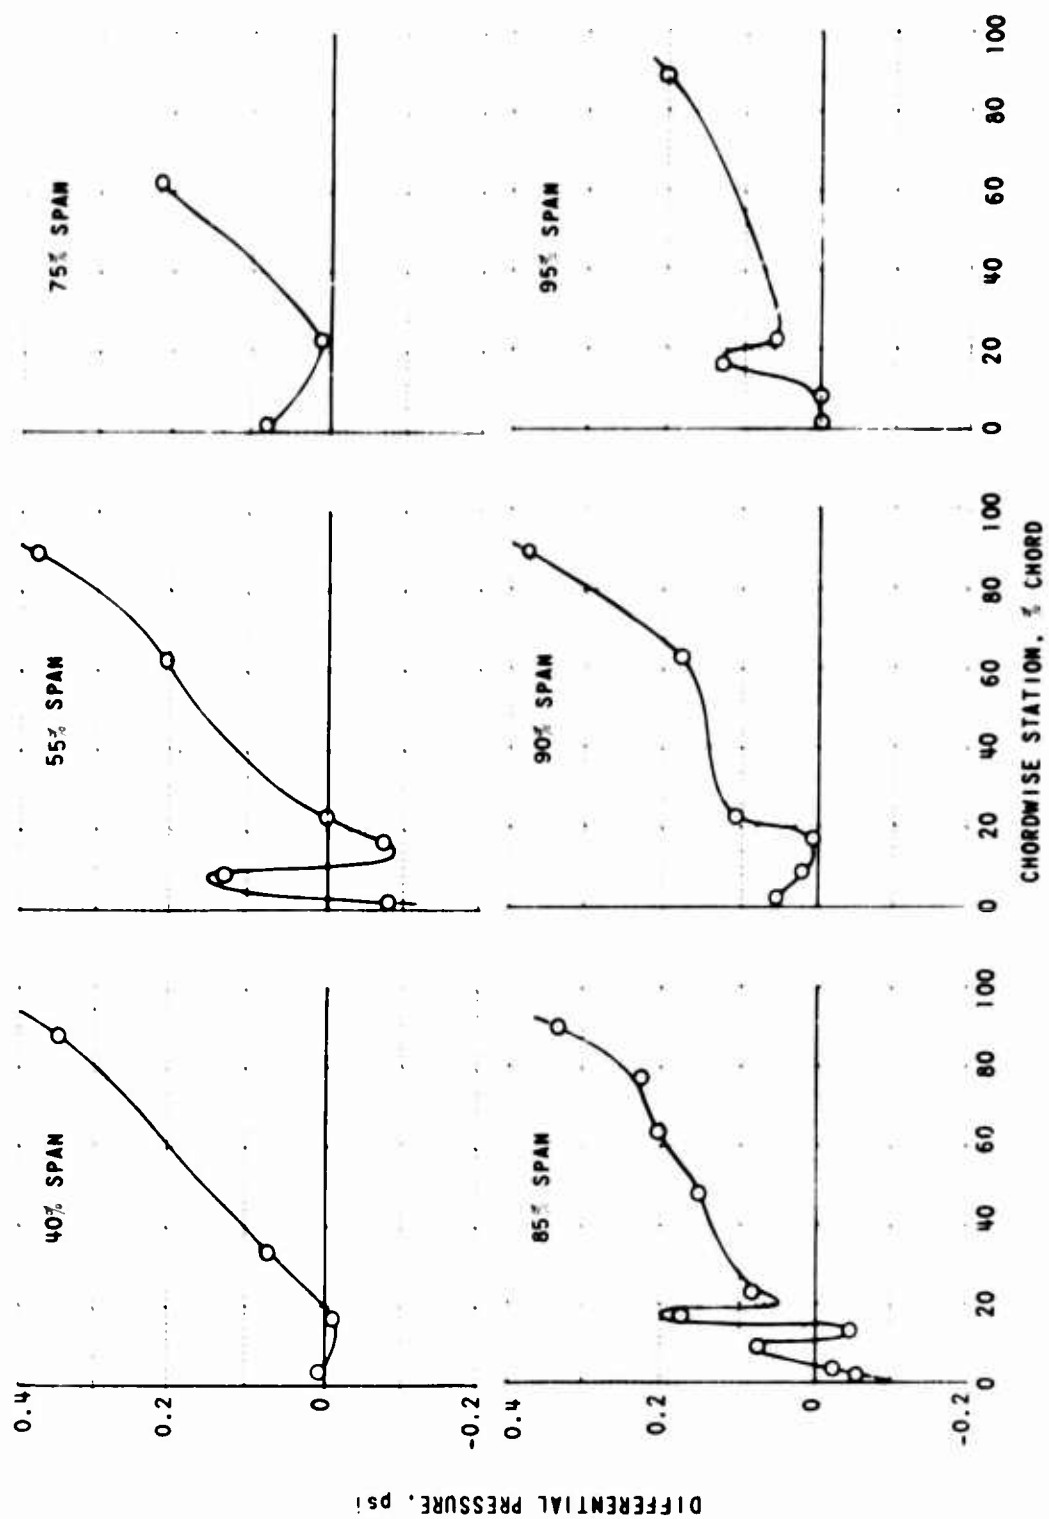 40% SPAN
55% SPAN
75% SPAN
0.4
0.2
0
-0.2
85% SPAN
90% SPAN
95% SPAN
0.4
0.2
0
-0.2
0 20 40 60 80 100
0 20 40 60 80 100
0 20 40 60 80 100
DIFFERENTIAL PRESSURE, psi
CHORDWISE STATION, % CHORD